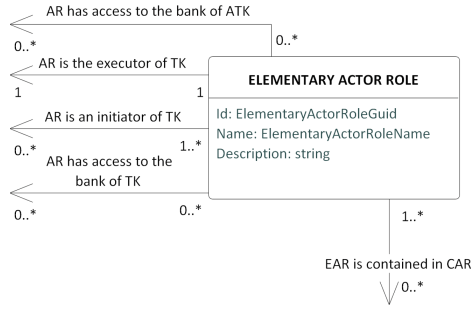 AR has access to the bank of ATK
0..*
0..*
AR is the executor of TK
1
1
AR is an initiator of TK
0..*
1..*
AR has access to the
bank of TK
0..*
0..*
ELEMENTARY ACTOR ROLE
Id: ElementaryActorRoleGuid
Name: ElementaryActorRoleName
Description: string
1..*
EAR is contained in CAR
0..*